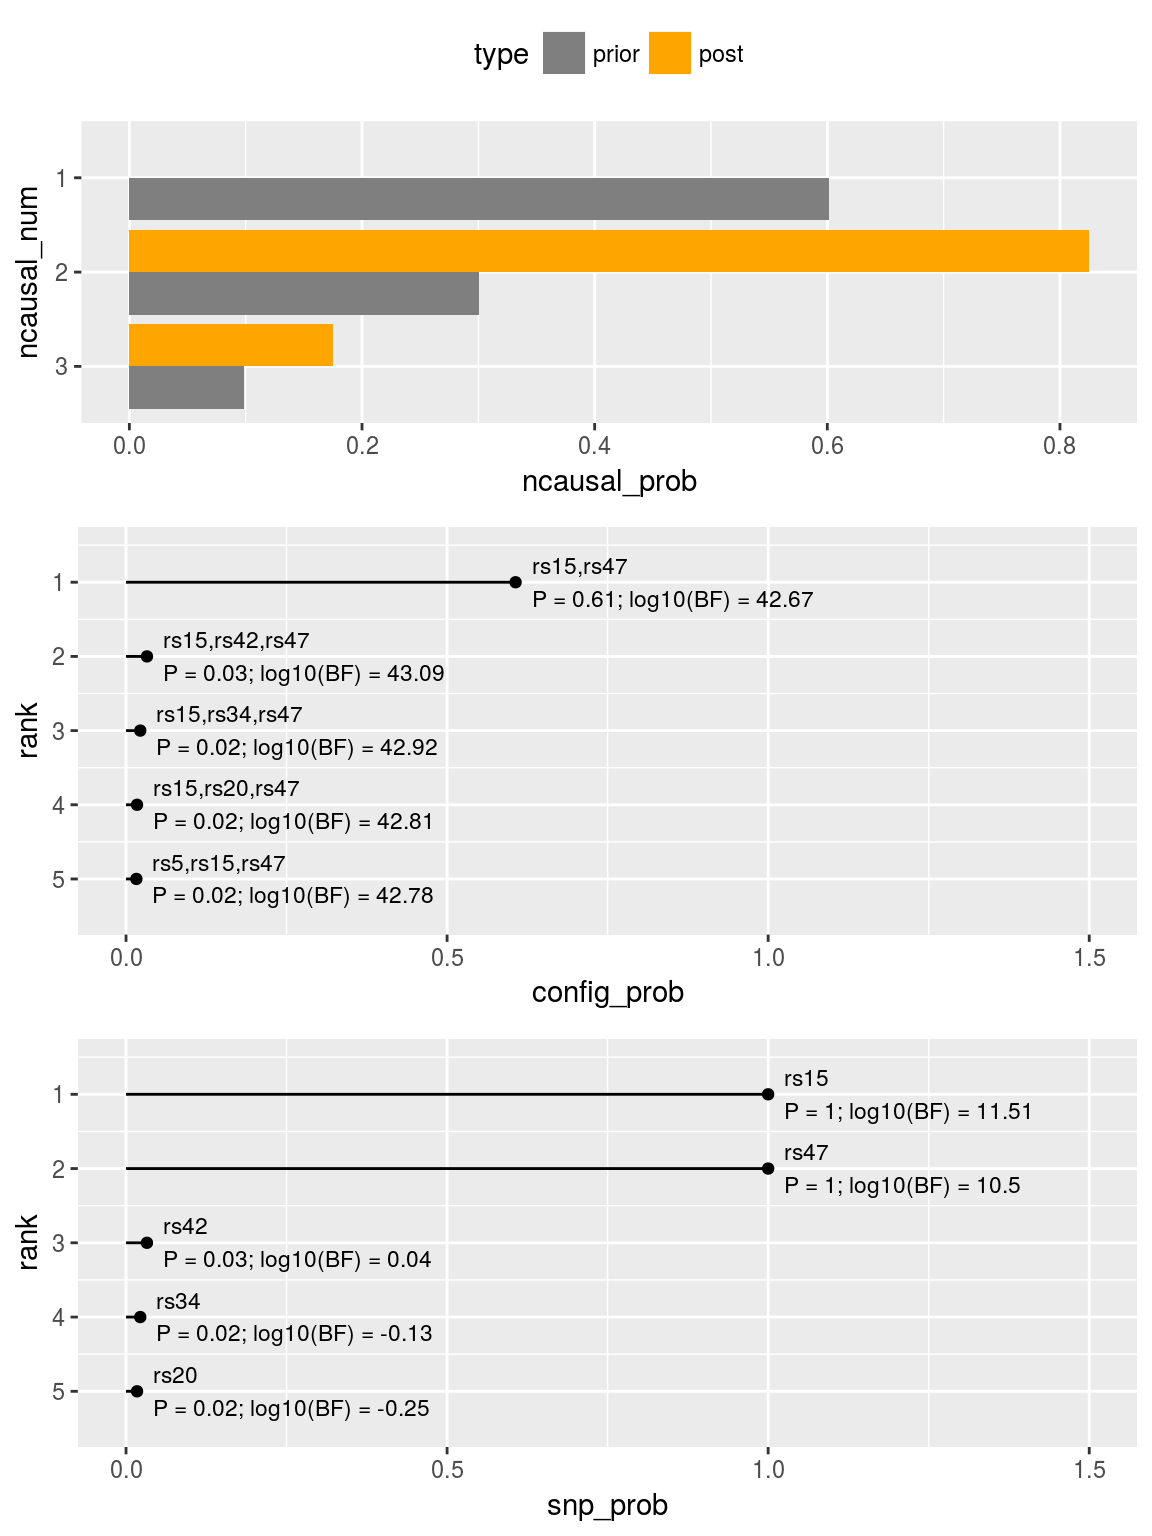 type prior post
ncausal_num
1
2
3
0.0 0.2 0.4 0.6 0.8
ncausal_prob
rank
1
rs15,rs47
P = 0.61; log10(BF) = 42.67
2
rs15,rs42,rs47
P = 0.03; log10(BF) = 43.09
3
rs15,rs34,rs47
P = 0.02; log10(BF) = 42.92
4
rs15,rs20,rs47
P = 0.02; log10(BF) = 42.81
5
rs5,rs15,rs47
P = 0.02; log10(BF) = 42.78
0.0 0.5 1.0 1.5
config_prob
rank
1
rs15
P = 1; log10(BF) = 11.51
2
rs47
P = 1; log10(BF) = 10.5
3
rs42
P = 0.03; log10(BF) = 0.04
4
rs34
P = 0.02; log10(BF) = -0.13
5
rs20
P = 0.02; log10(BF) = -0.25
0.0 0.5 1.0 1.5
snp_prob